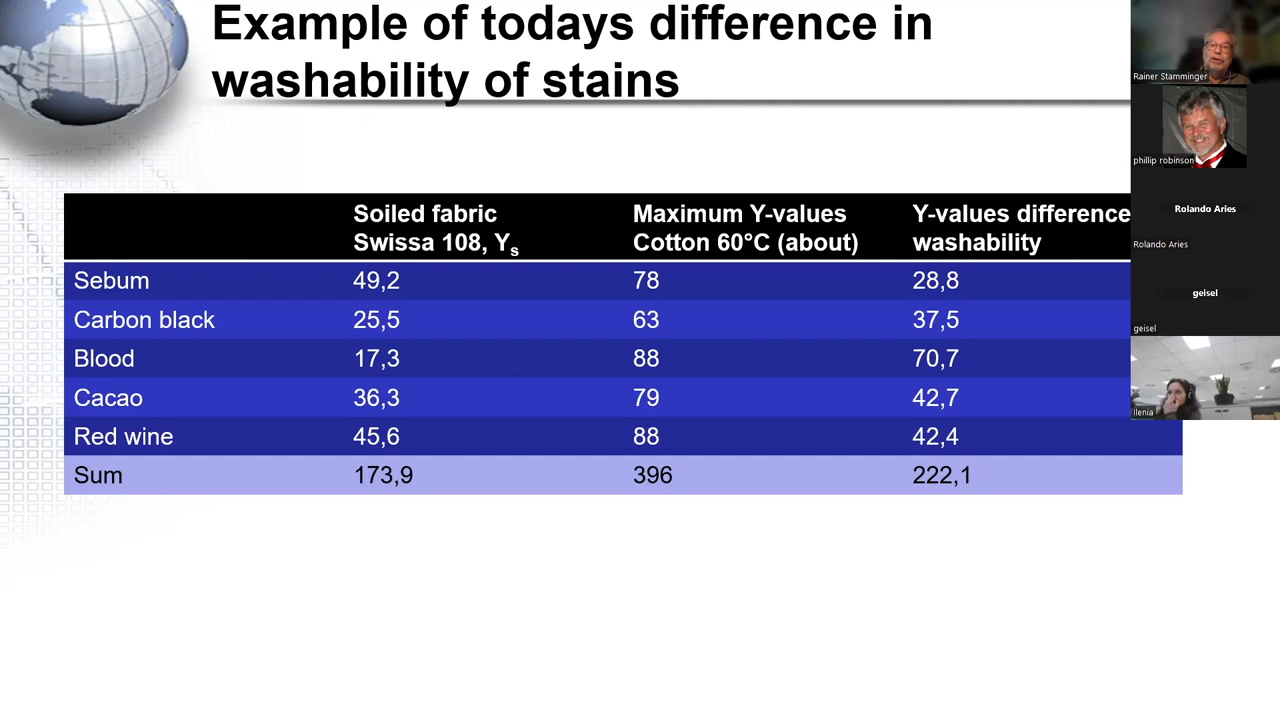 Example of todays difference in
washability of stains
Soiled fabric Swissa 108, Ys
Maximum Y-values Cotton 60°C (about)
Y-values difference washability
Sebum 49,2 78 28,8
Carbon black 25,5 63 37,5
Blood 17,3 88 70,7
Cacao 36,3 79 42,7
Red wine 45,6 88 42,4
Sum 173,9 396 222,1
Rainer Stamminger
phillip robinson
Rolando Aries
Rolando Aries
geisel
geisel
Ilenia